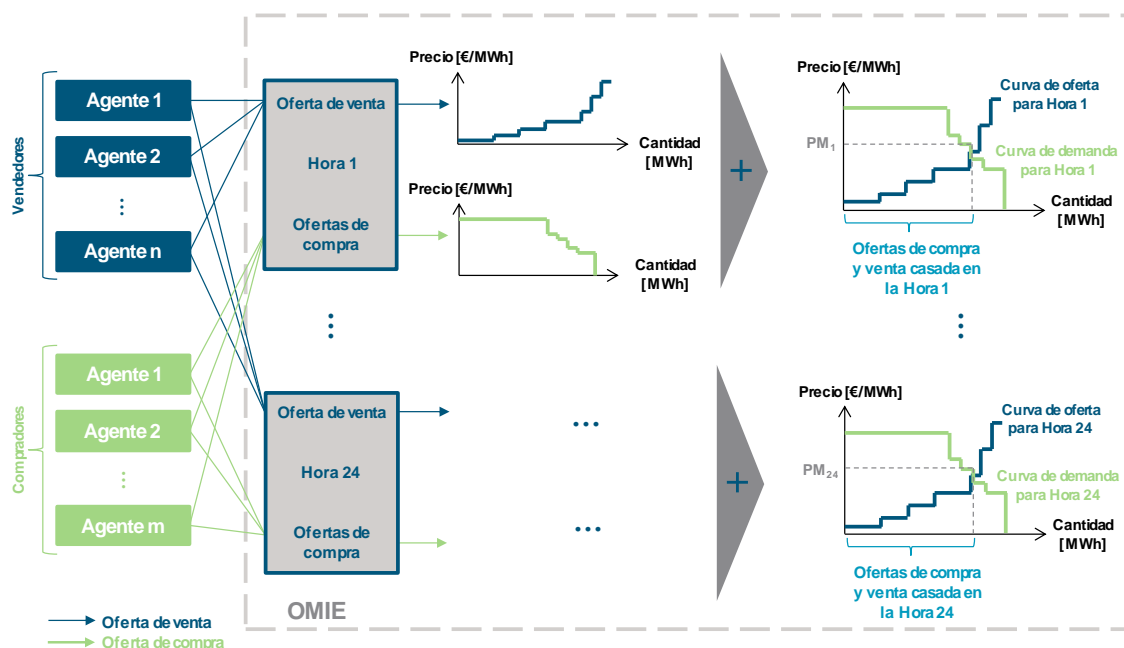 Vendedores
Agente 1
Agente 2
...
Agente n
Compradores
Agente 1
Agente 2
...
Agente m
Oferta de venta
Hora 1
Ofertas de
compra
...
Oferta de venta
Hora 24
Ofertas de
compra
Precio [€/MWh]
Cantidad
[MWh]
Precio [€/MWh]
Cantidad
[MWh]
...
...
+
+
Precio [€/MWh]
Curva de oferta
para Hora 1
PM1
Curva de demanda
para Hora 1
Cantidad
[MWh]
Ofertas de compra
y venta casada en
la Hora 1
...
Precio [€/MWh]
Curva de oferta
para Hora 24
PM24
Curva de demanda
para Hora 24
Cantidad
[MWh]
Ofertas de compra
y venta casada en
la Hora 24
OMIE
Oferta de venta
Oferta de compra